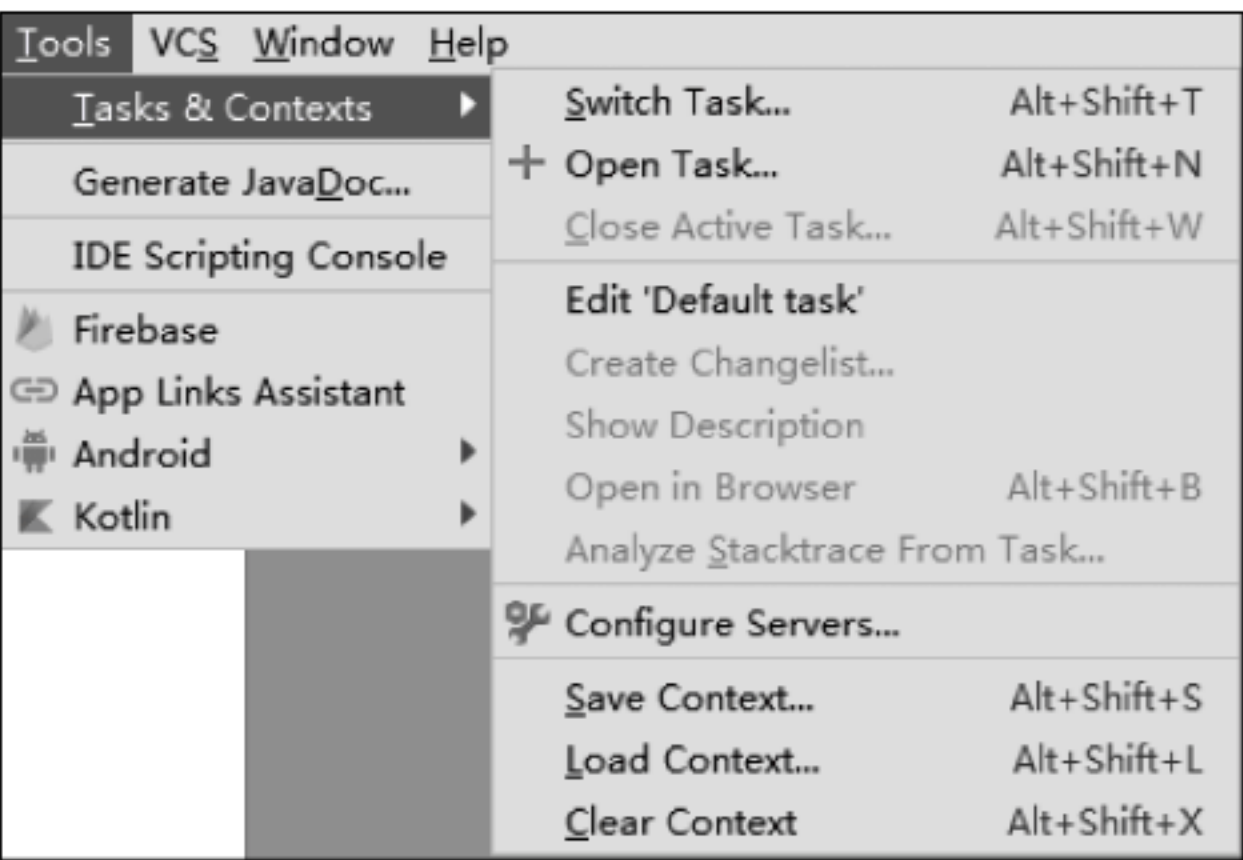 Tools VCS Window Help
Tasks & Contexts
Generate JavaDoc...
IDE Scripting Console
Firebase
App Links Assistant
Android
Kotlin
Switch Task... Alt+Shift+T
Open Task... Alt+Shift+N
Close Active Task... Alt+Shift+W
Edit 'Default task'
Create Changelist...
Show Description
Open in Browser Alt+Shift+B
Analyze Stacktrace From Task...
Configure Servers...
Save Context... Alt+Shift+S
Load Context... Alt+Shift+L
Clear Context Alt+Shift+X